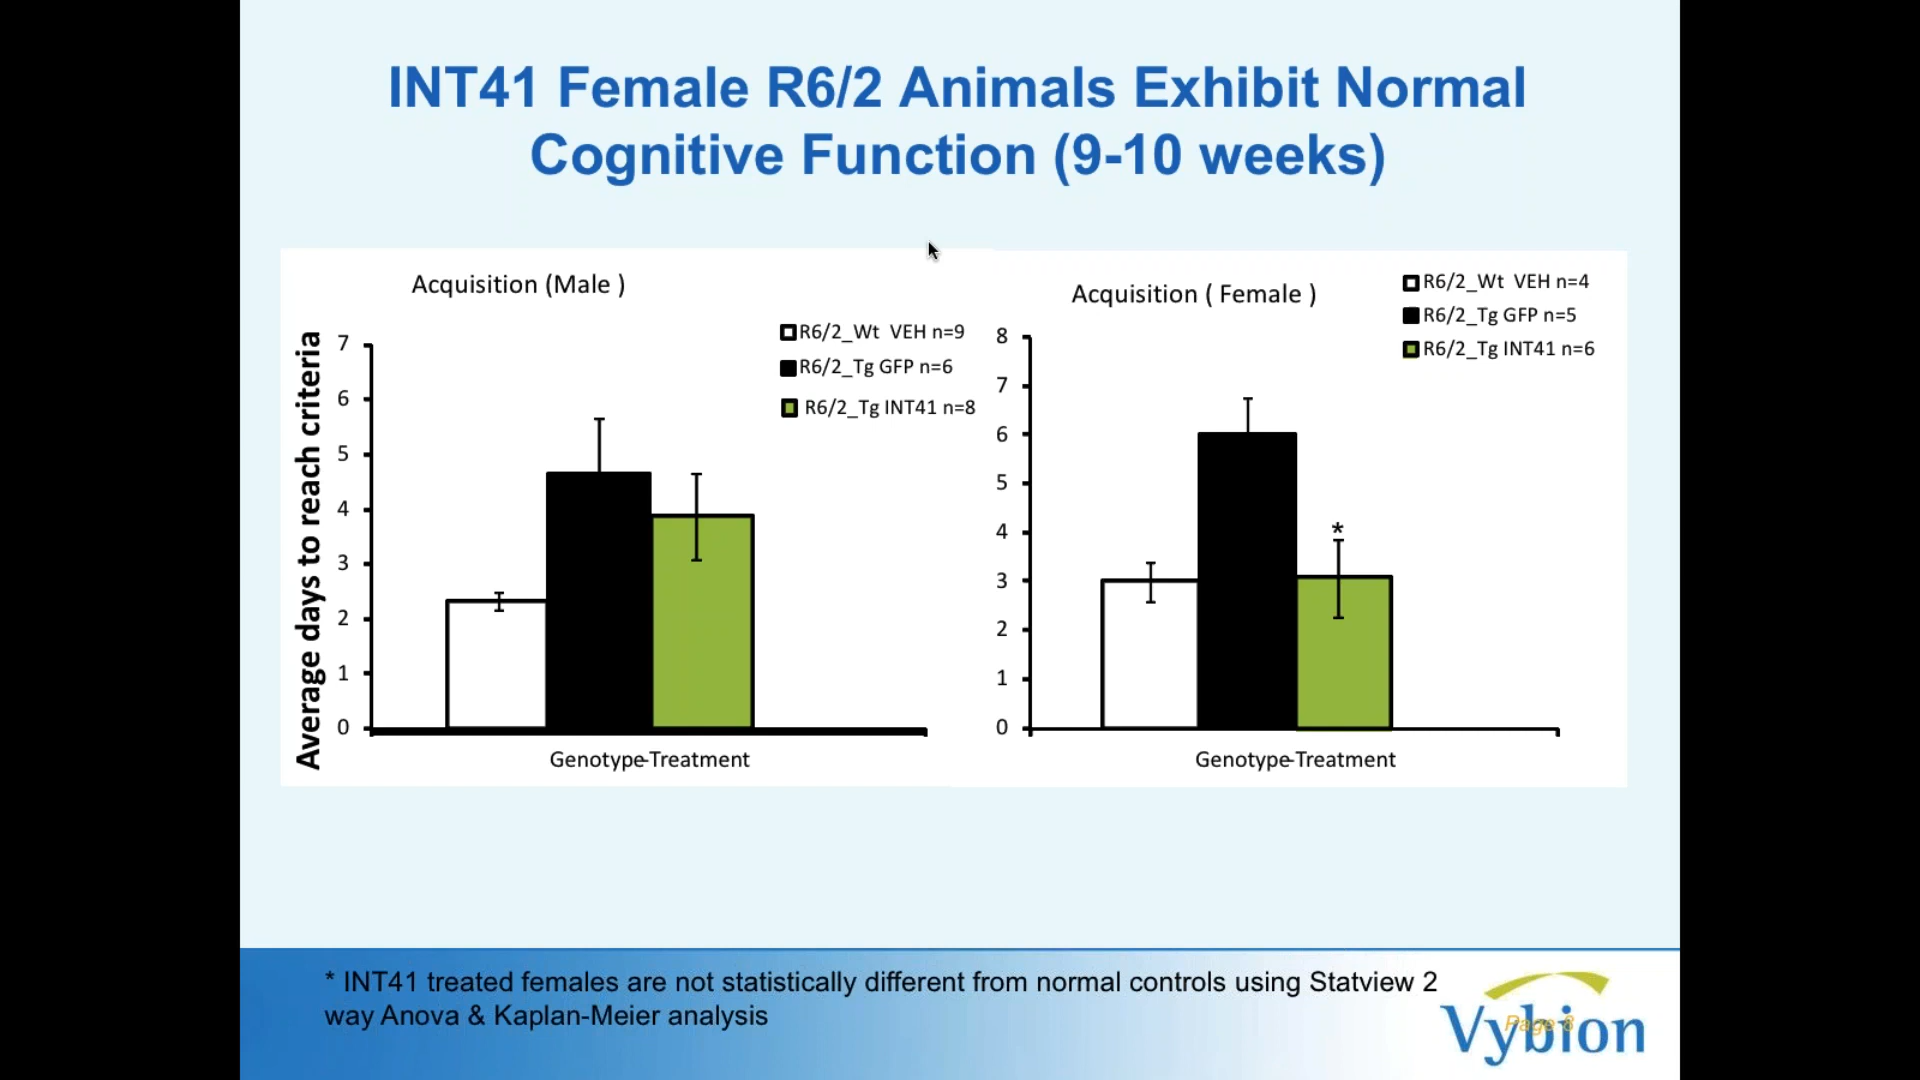 INT41 Female R6/2 Animals Exhibit Normal
Cognitive Function (9-10 weeks)
Acquisition (Male )
R6/2_Wt VEH n=9
R6/2_Tg GFP n=6
R6/2_Tg INT41 n=8
Average days to reach criteria
7
6
5
4
3
2
1
0
Genotype-Treatment
Acquisition ( Female )
R6/2_Wt VEH n=4
R6/2_Tg GFP n=5
R6/2_Tg INT41 n=6
8
7
6
5
4
3
2
1
0
*
Genotype-Treatment
* INT41 treated females are not statistically different from normal controls using Statview 2
way Anova & Kaplan-Meier analysis
Vybion
Page 8